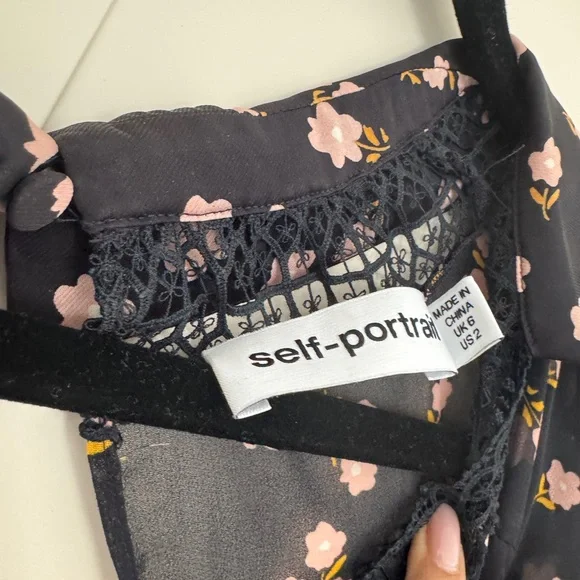 self-portrait
MADE IN
CHINA
UK 6
US 2